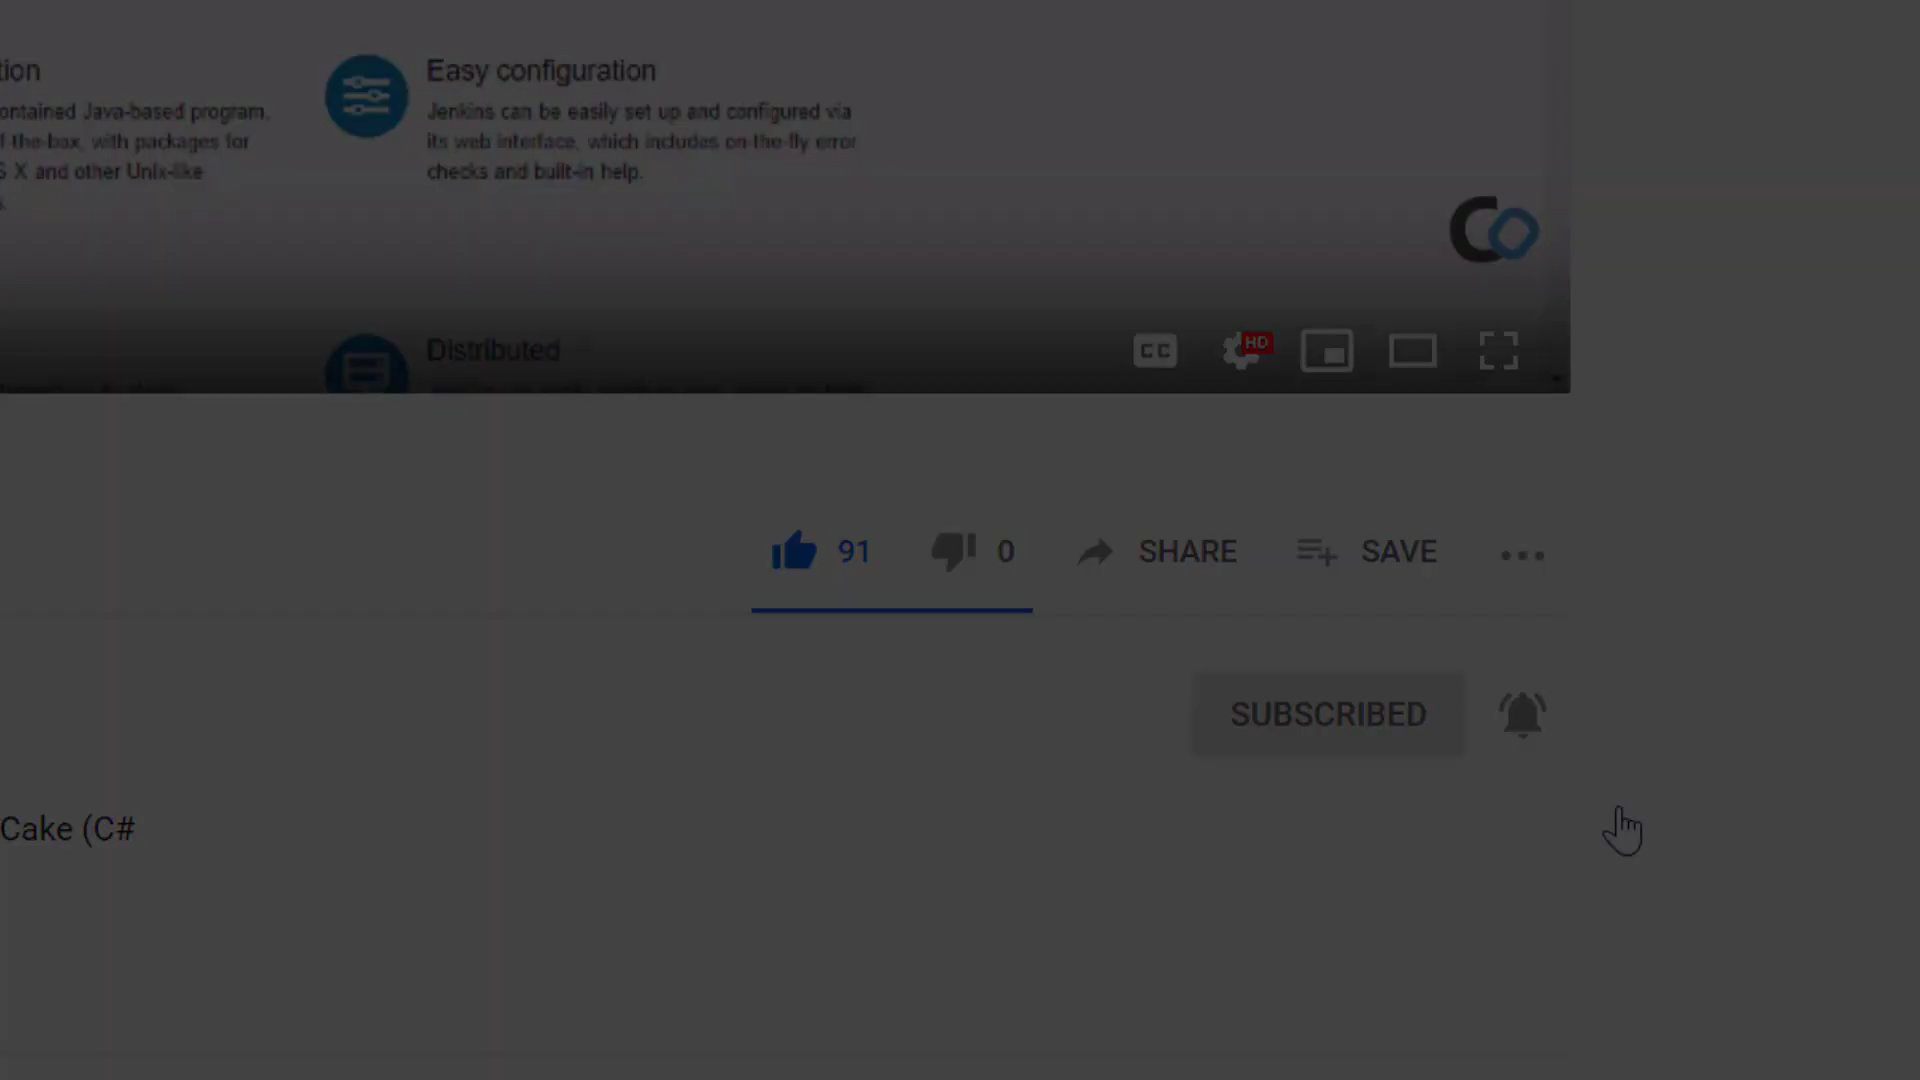 tion
ontained Java-based program,
f-the-box, with packages for
S X and other Unix-like
s.
Easy configuration
Jenkins can be easily set up and configured via
its web interface, which includes on-the-fly error
checks and built-in help.
Distributed
CC
HD
91
0
SHARE
SAVE
SUBSCRIBED
Cake (C#